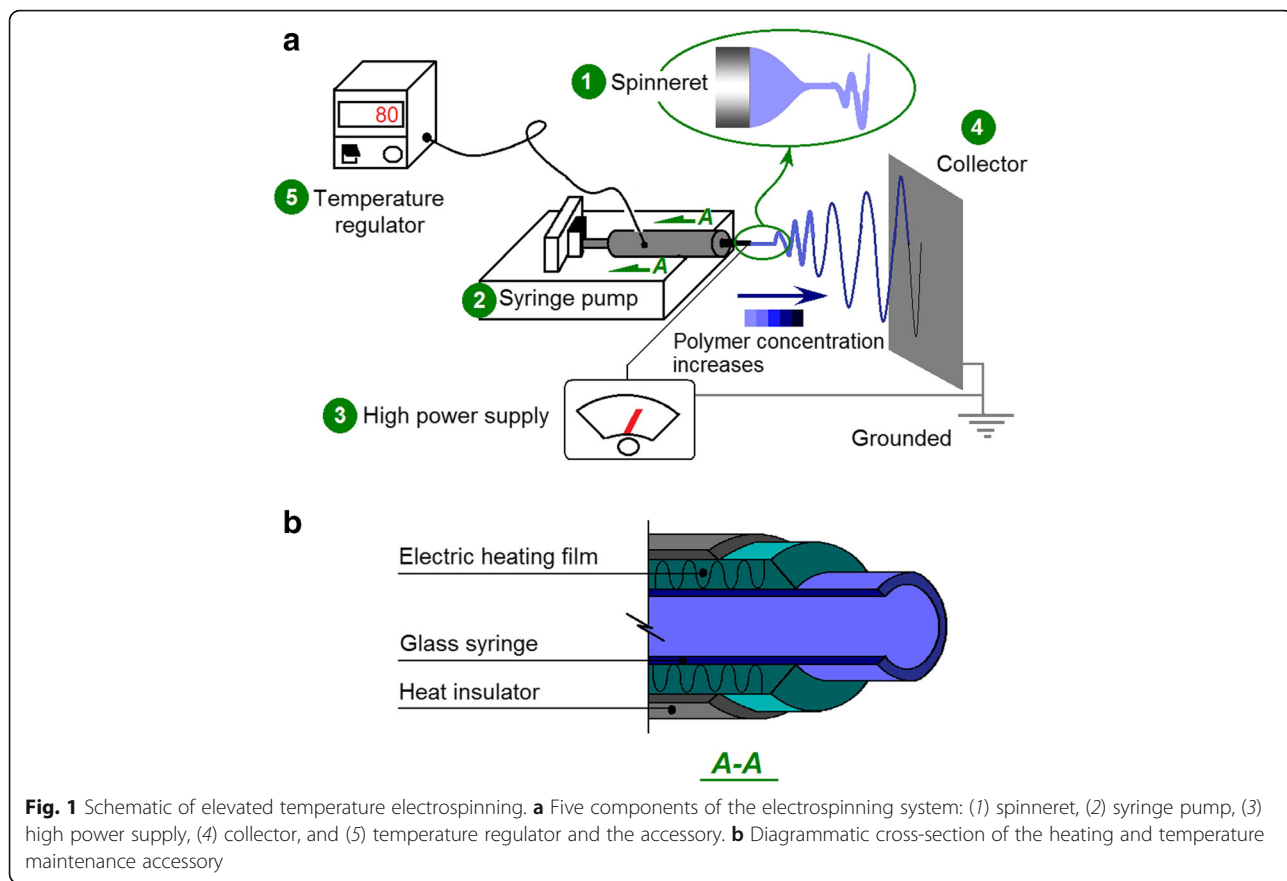 a
1 Spinneret
80
4
Collector
5 Temperature
regulator
A
A
2 Syringe pump
Polymer concentration
increases
3 High power supply
Grounded
b
Electric heating film
Glass syringe
Heat insulator
A-A
Fig. 1 Schematic of elevated temperature electrospinning. a Five components of the electrospinning system: (1) spinneret, (2) syringe pump, (3)
high power supply, (4) collector, and (5) temperature regulator and the accessory. b Diagrammatic cross-section of the heating and temperature
maintenance accessory